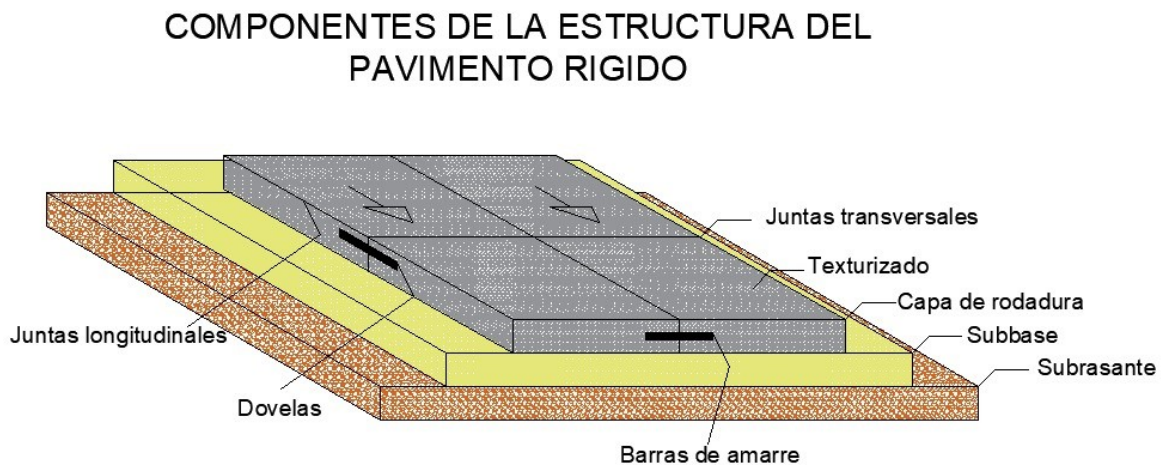 COMPONENTES DE LA ESTRUCTURA DEL
PAVIMENTO RIGIDO
Juntas transversales
Texturizado
Capa de rodadura
Juntas longitudinales
Subbase
Subrasante
Dovelas
Barras de amarre